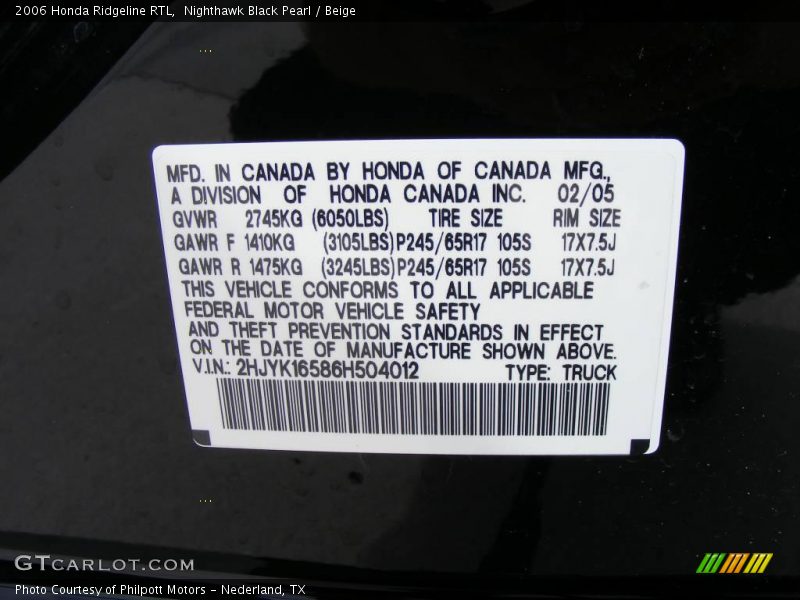 2006 Honda Ridgeline RTL,  Nighthawk Black Pearl / Beige
MFD. IN CANADA BY HONDA OF CANADA MFG.,
A DIVISION OF HONDA CANADA INC. 02/05
GVWR 2745KG (6050LBS) TIRE SIZE RIM SIZE
GAWR F 1410KG (3105LBS) P245/65R17 105S 17X7.5J
GAWR R 1475KG (3245LBS) P245/65R17 105S 17X7.5J
THIS VEHICLE CONFORMS TO ALL APPLICABLE
FEDERAL MOTOR VEHICLE SAFETY
AND THEFT PREVENTION STANDARDS IN EFFECT
ON THE DATE OF MANUFACTURE SHOWN ABOVE.
V.I.N.: 2HJYK16586H504012 TYPE: TRUCK
GTCARLOT.COM
Photo Courtesy of Philpott Motors - Nederland, TX